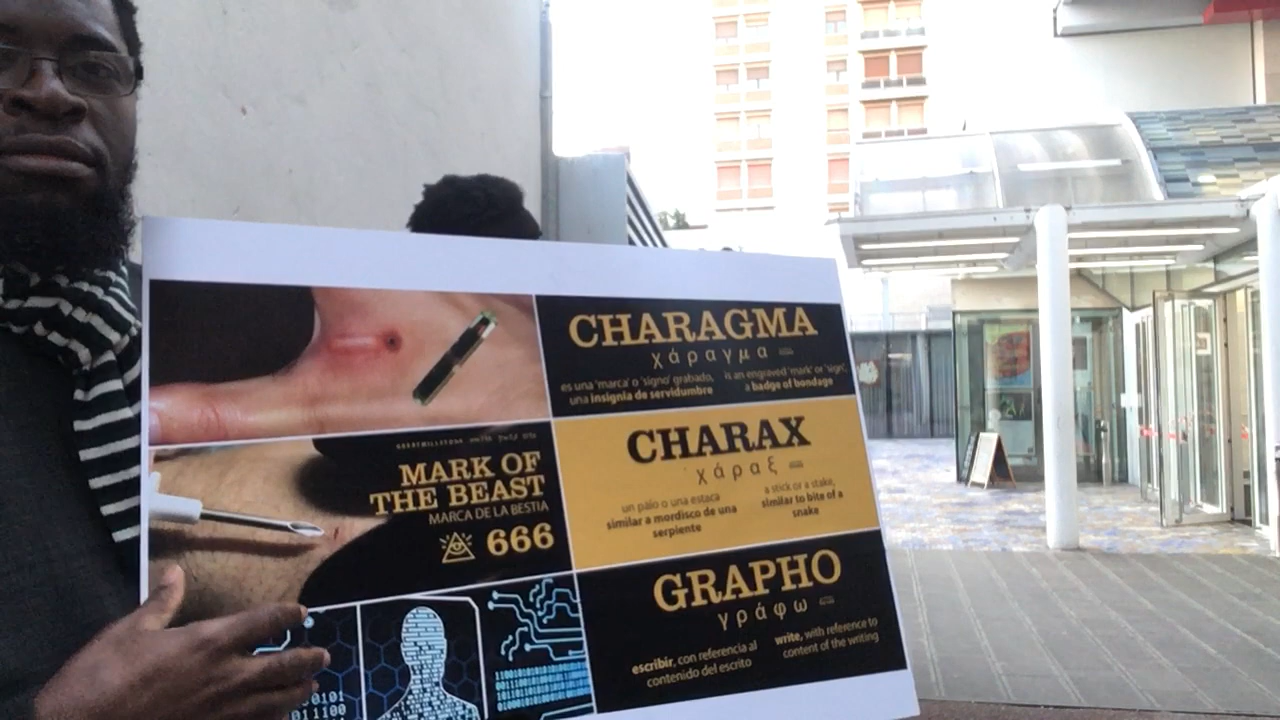 CHARAGMA
χάραγμα
es una 'marca' o 'signo' grabado,
una insignia de servidumbre
is an engraved 'mark' or 'sign',
a badge of bondage
MARK OF
THE BEAST
MARCA DE LA BESTIA
666
CHARAX
χάραξ
un palo o una estaca
similar a mordisco de una
serpiente
a stick or a stake,
similar to bite of a
snake
GRAPHO
γράφω
escribir, con referencia al
contenido del escrito
write, with reference to
content of the writing